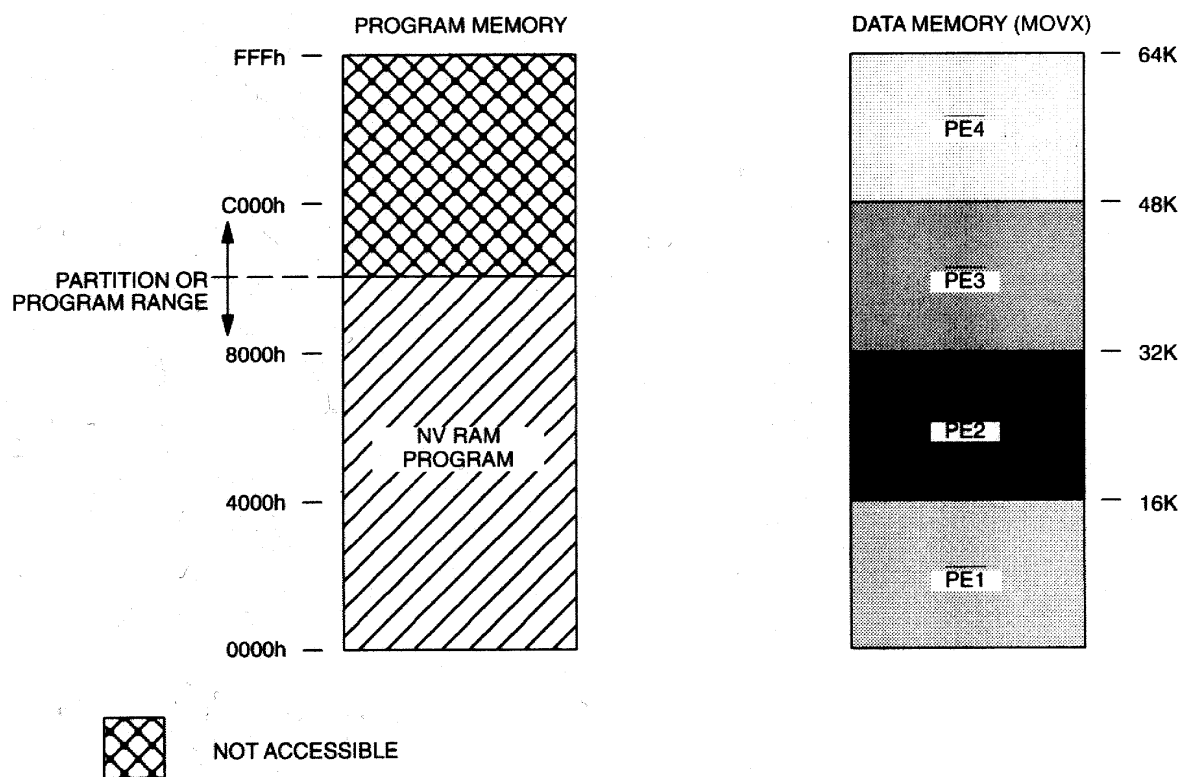 PROGRAM MEMORY
FFFh
C000h
PARTITION OR
PROGRAM RANGE
8000h
NV RAM
PROGRAM
4000h
0000h
NOT ACCESSIBLE
DATA MEMORY (MOVX)
64K
PE4
48K
PE3
32K
PE2
16K
PE1